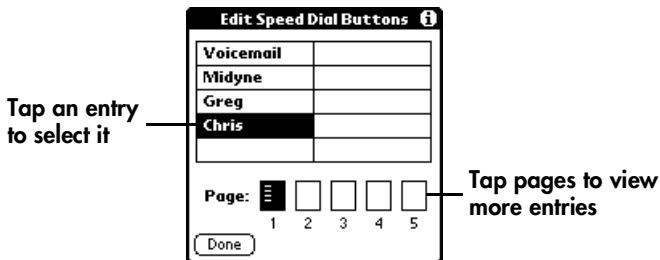 Edit Speed Dial Buttons i
Voicemail
Midyne
Greg
Chris
Tap an entry
to select it
Page:
1 2 3 4 5
Tap pages to view
more entries
Done